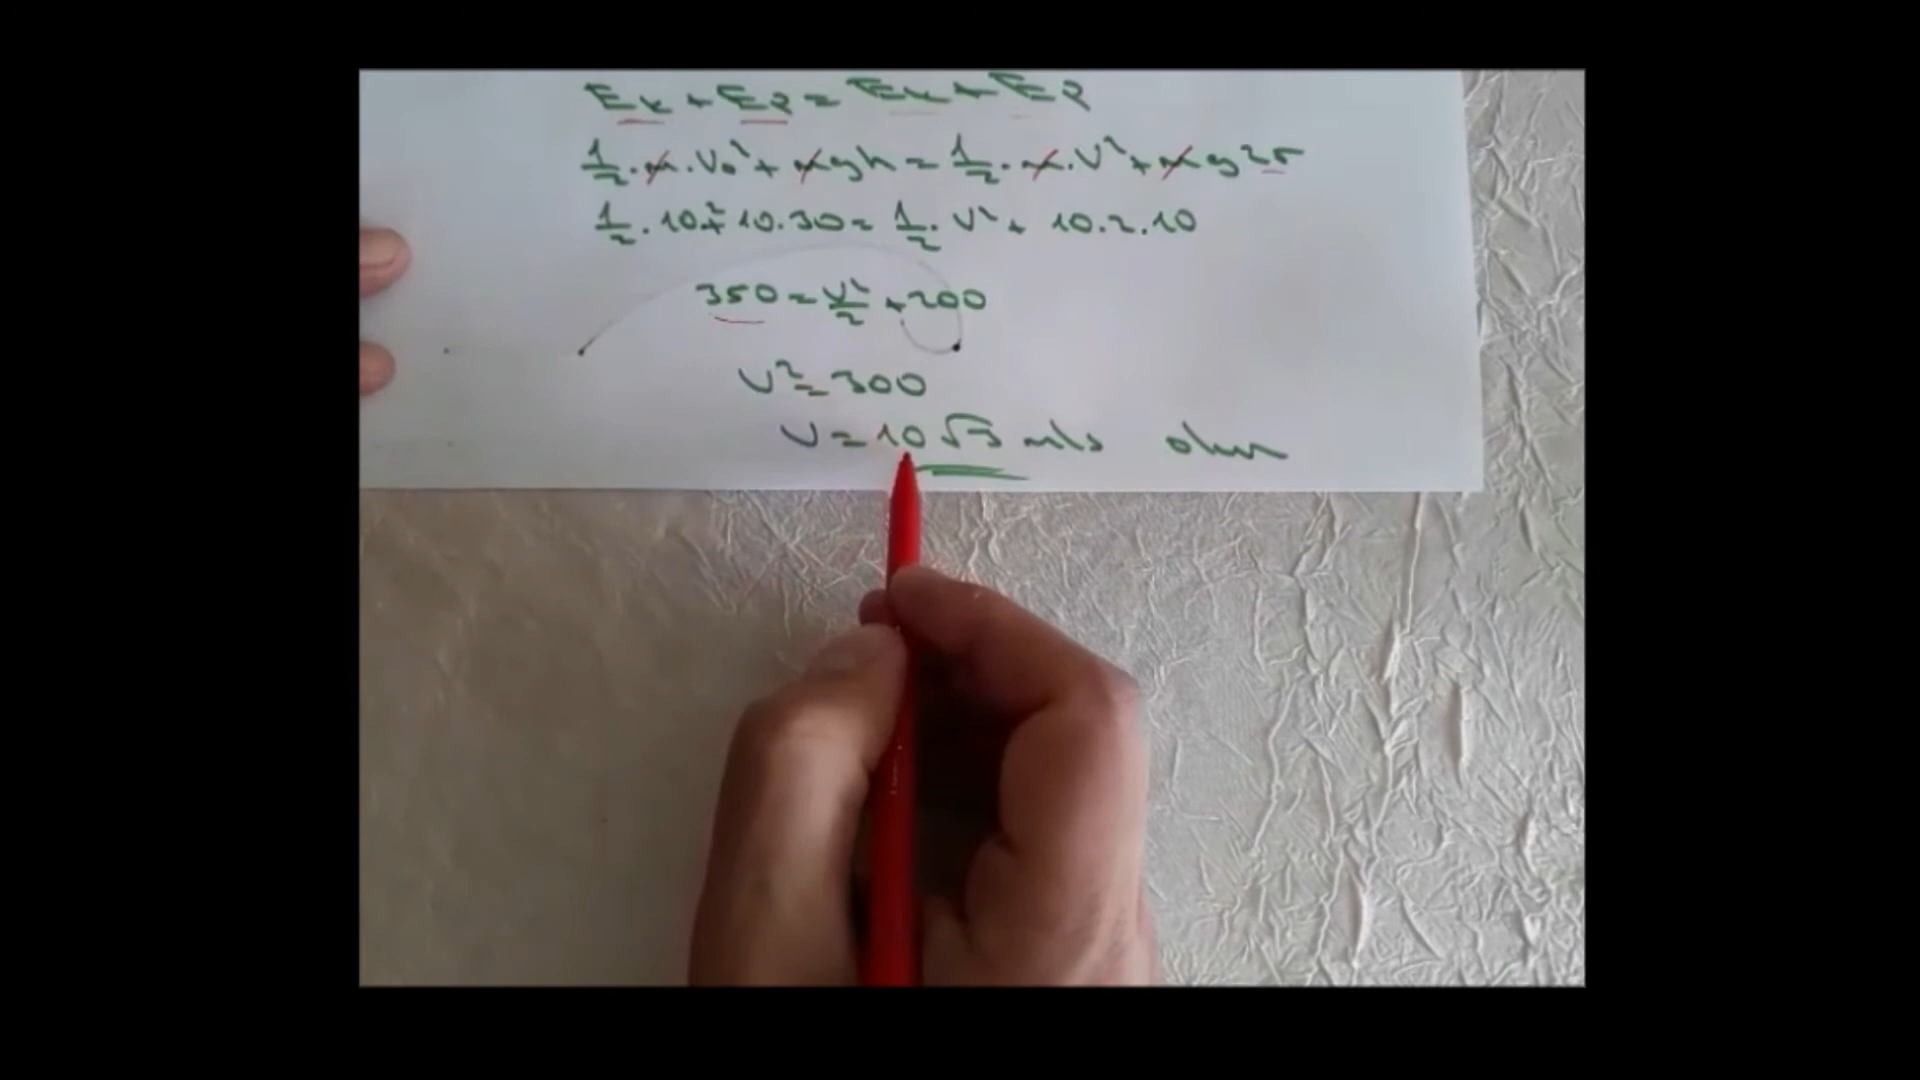 Ek + Ep = Ek + Ep
1/2 . m . V₀² + mgh = 1/2 . m . V² + mg2r
1/2 . 10² + 10.30 = 1/2 . V² + 10.2.10
350 = V²/2 + 200
V² = 300
V = 10√3 m/s olur